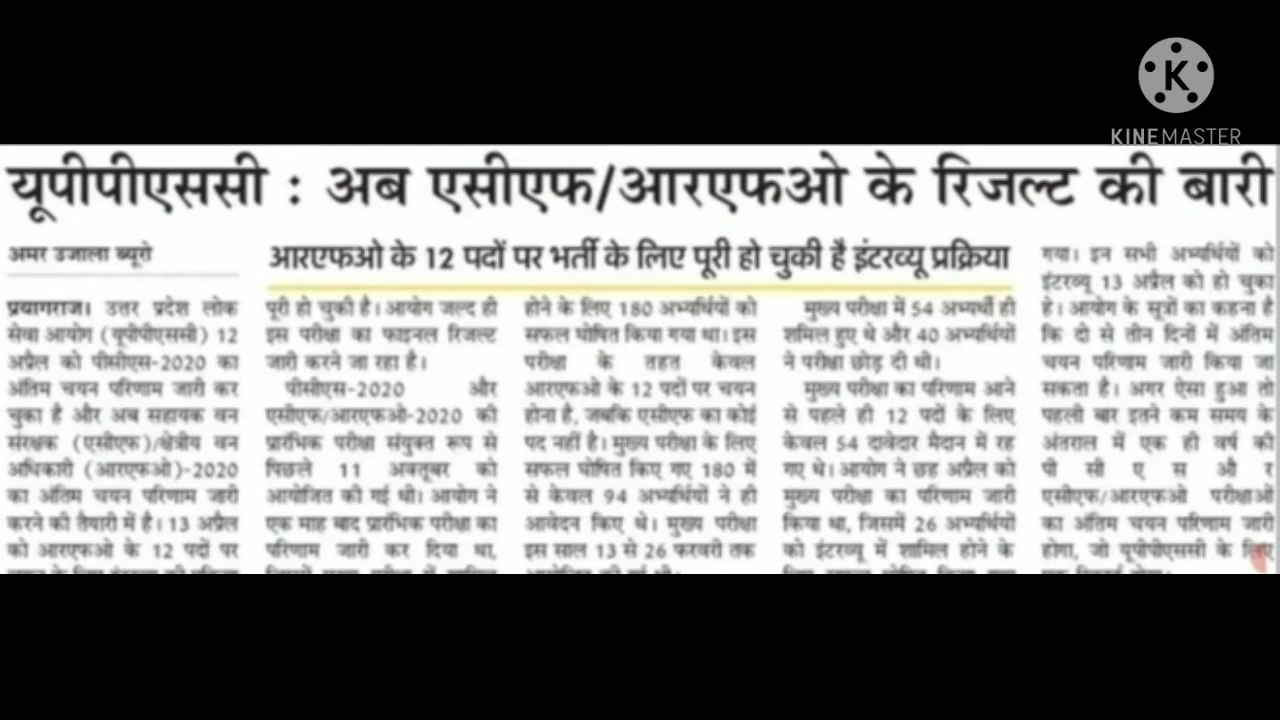 KINEMASTER
यूपीपीएससी : अब एसीएफ/आरएफओ के रिजल्ट की बारी
अमर उजाला ब्यूरो
आरएफओ के 12 पदों पर भर्ती के लिए पूरी हो चुकी है इंटरव्यू प्रक्रिया
प्रयागराज। उत्तर प्रदेश लोक
सेवा आयोग (यूपीपीएससी) 12
अप्रैल को पीसीएस-2020 का
अंतिम चयन परिणाम जारी कर
चुका है और अब सहायक वन
संरक्षक (एसीएफ)/क्षेत्रीय वन
अधिकारी (आरएफओ)-2020
का अंतिम चयन परिणाम जारी
करने की तैयारी में है। 13 अप्रैल
को आरएफओ के 12 पदों पर
पूरी हो चुकी है। आयोग जल्द ही
इस परीक्षा का फाइनल रिजल्ट
जारी करने जा रहा है।
पीसीएस-2020 और
एसीएफ/आरएफओ-2020 की
प्रारंभिक परीक्षा संयुक्त रूप से
पिछले 11 अक्तूबर को
आयोजित की गई थी। आयोग ने
एक माह बाद प्रारंभिक परीक्षा का
परिणाम जारी कर दिया था,
होने के लिए 180 अभ्यर्थियों को
सफल घोषित किया गया था। इस
परीक्षा के तहत केवल
आरएफओ के 12 पदों पर चयन
होना है, जबकि एसीएफ का कोई
पद नहीं है। मुख्य परीक्षा के लिए
सफल घोषित किए गए 180 में
से केवल 94 अभ्यर्थियों ने ही
आवेदन किए थे। मुख्य परीक्षा
इस साल 13 से 26 फरवरी तक
मुख्य परीक्षा में 54 अभ्यर्थी ही
शामिल हुए थे और 40 अभ्यर्थियों
ने परीक्षा छोड़ दी थी।
मुख्य परीक्षा का परिणाम आने
से पहले ही 12 पदों के लिए
केवल 54 दावेदार मैदान में रह
गए थे। आयोग ने छह अप्रैल को
मुख्य परीक्षा का परिणाम जारी
किया था, जिसमें 26 अभ्यर्थियों
को इंटरव्यू में शामिल होने के
गया। इन सभी अभ्यर्थियों को
इंटरव्यू 13 अप्रैल को हो चुका
है। आयोग के सूत्रों का कहना है
कि दो से तीन दिनों में अंतिम
चयन परिणाम जारी किया जा
सकता है। अगर ऐसा हुआ तो
पहली बार इतने कम समय के
अंतराल में एक ही वर्ष की
पी सी ए स औ र
एसीएफ/आरएफओ परीक्षाओं
का अंतिम चयन परिणाम जारी
होगा, जो यूपीपीएससी के लिए